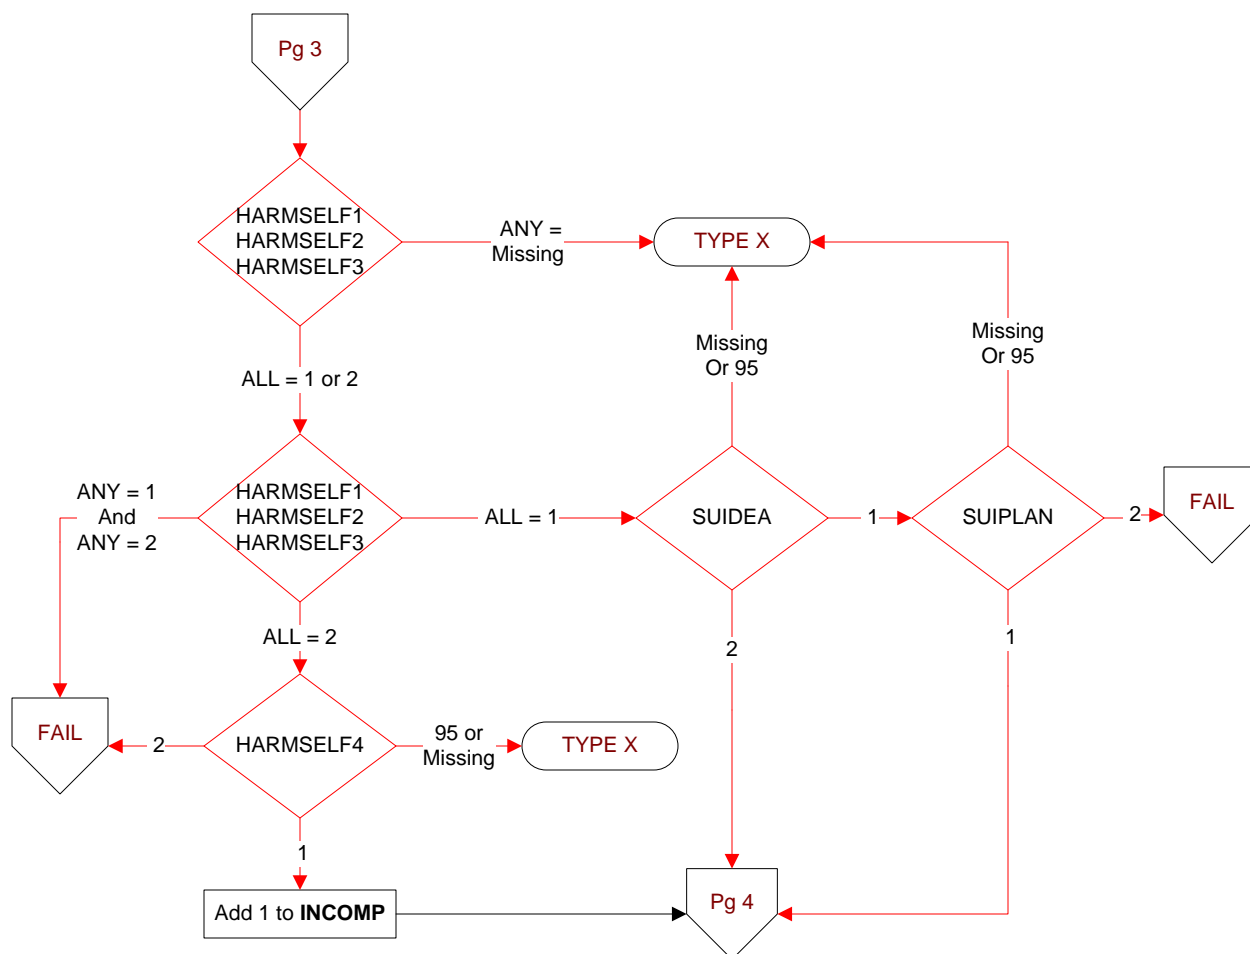 Pg 3
HARMSELF1
HARMSELF2
HARMSELF3
ANY =
Missing
TYPE X
Missing
Or 95
Missing
Or 95
ALL = 1 or 2
ANY = 1
And
ANY = 2
HARMSELF1
HARMSELF2
HARMSELF3
ALL = 1
SUIDEA
1
SUIPLAN
2
FAIL
ALL = 2
2
1
FAIL
2
HARMSELF4
95 or
Missing
TYPE X
1
Add 1 to INCOMP
Pg 4